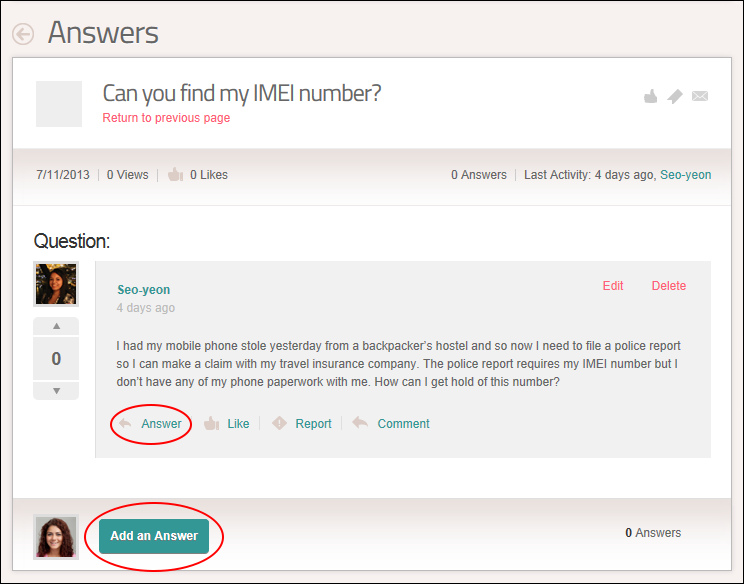 Answers
Can you find my IMEI number?
Return to previous page
7/11/2013 | 0 Views | 0 Likes 0 Answers | Last Activity: 4 days ago, Seo-yeon
Question:
Seo-yeon Edit Delete
4 days ago
0
I had my mobile phone stole yesterday from a backpacker's hostel and so now I need to file a police report
so I can make a claim with my travel insurance company. The police report requires my IMEI number but I
don't have any of my phone paperwork with me. How can I get hold of this number?
Answer Like | Report | Comment
Add an Answer 0 Answers